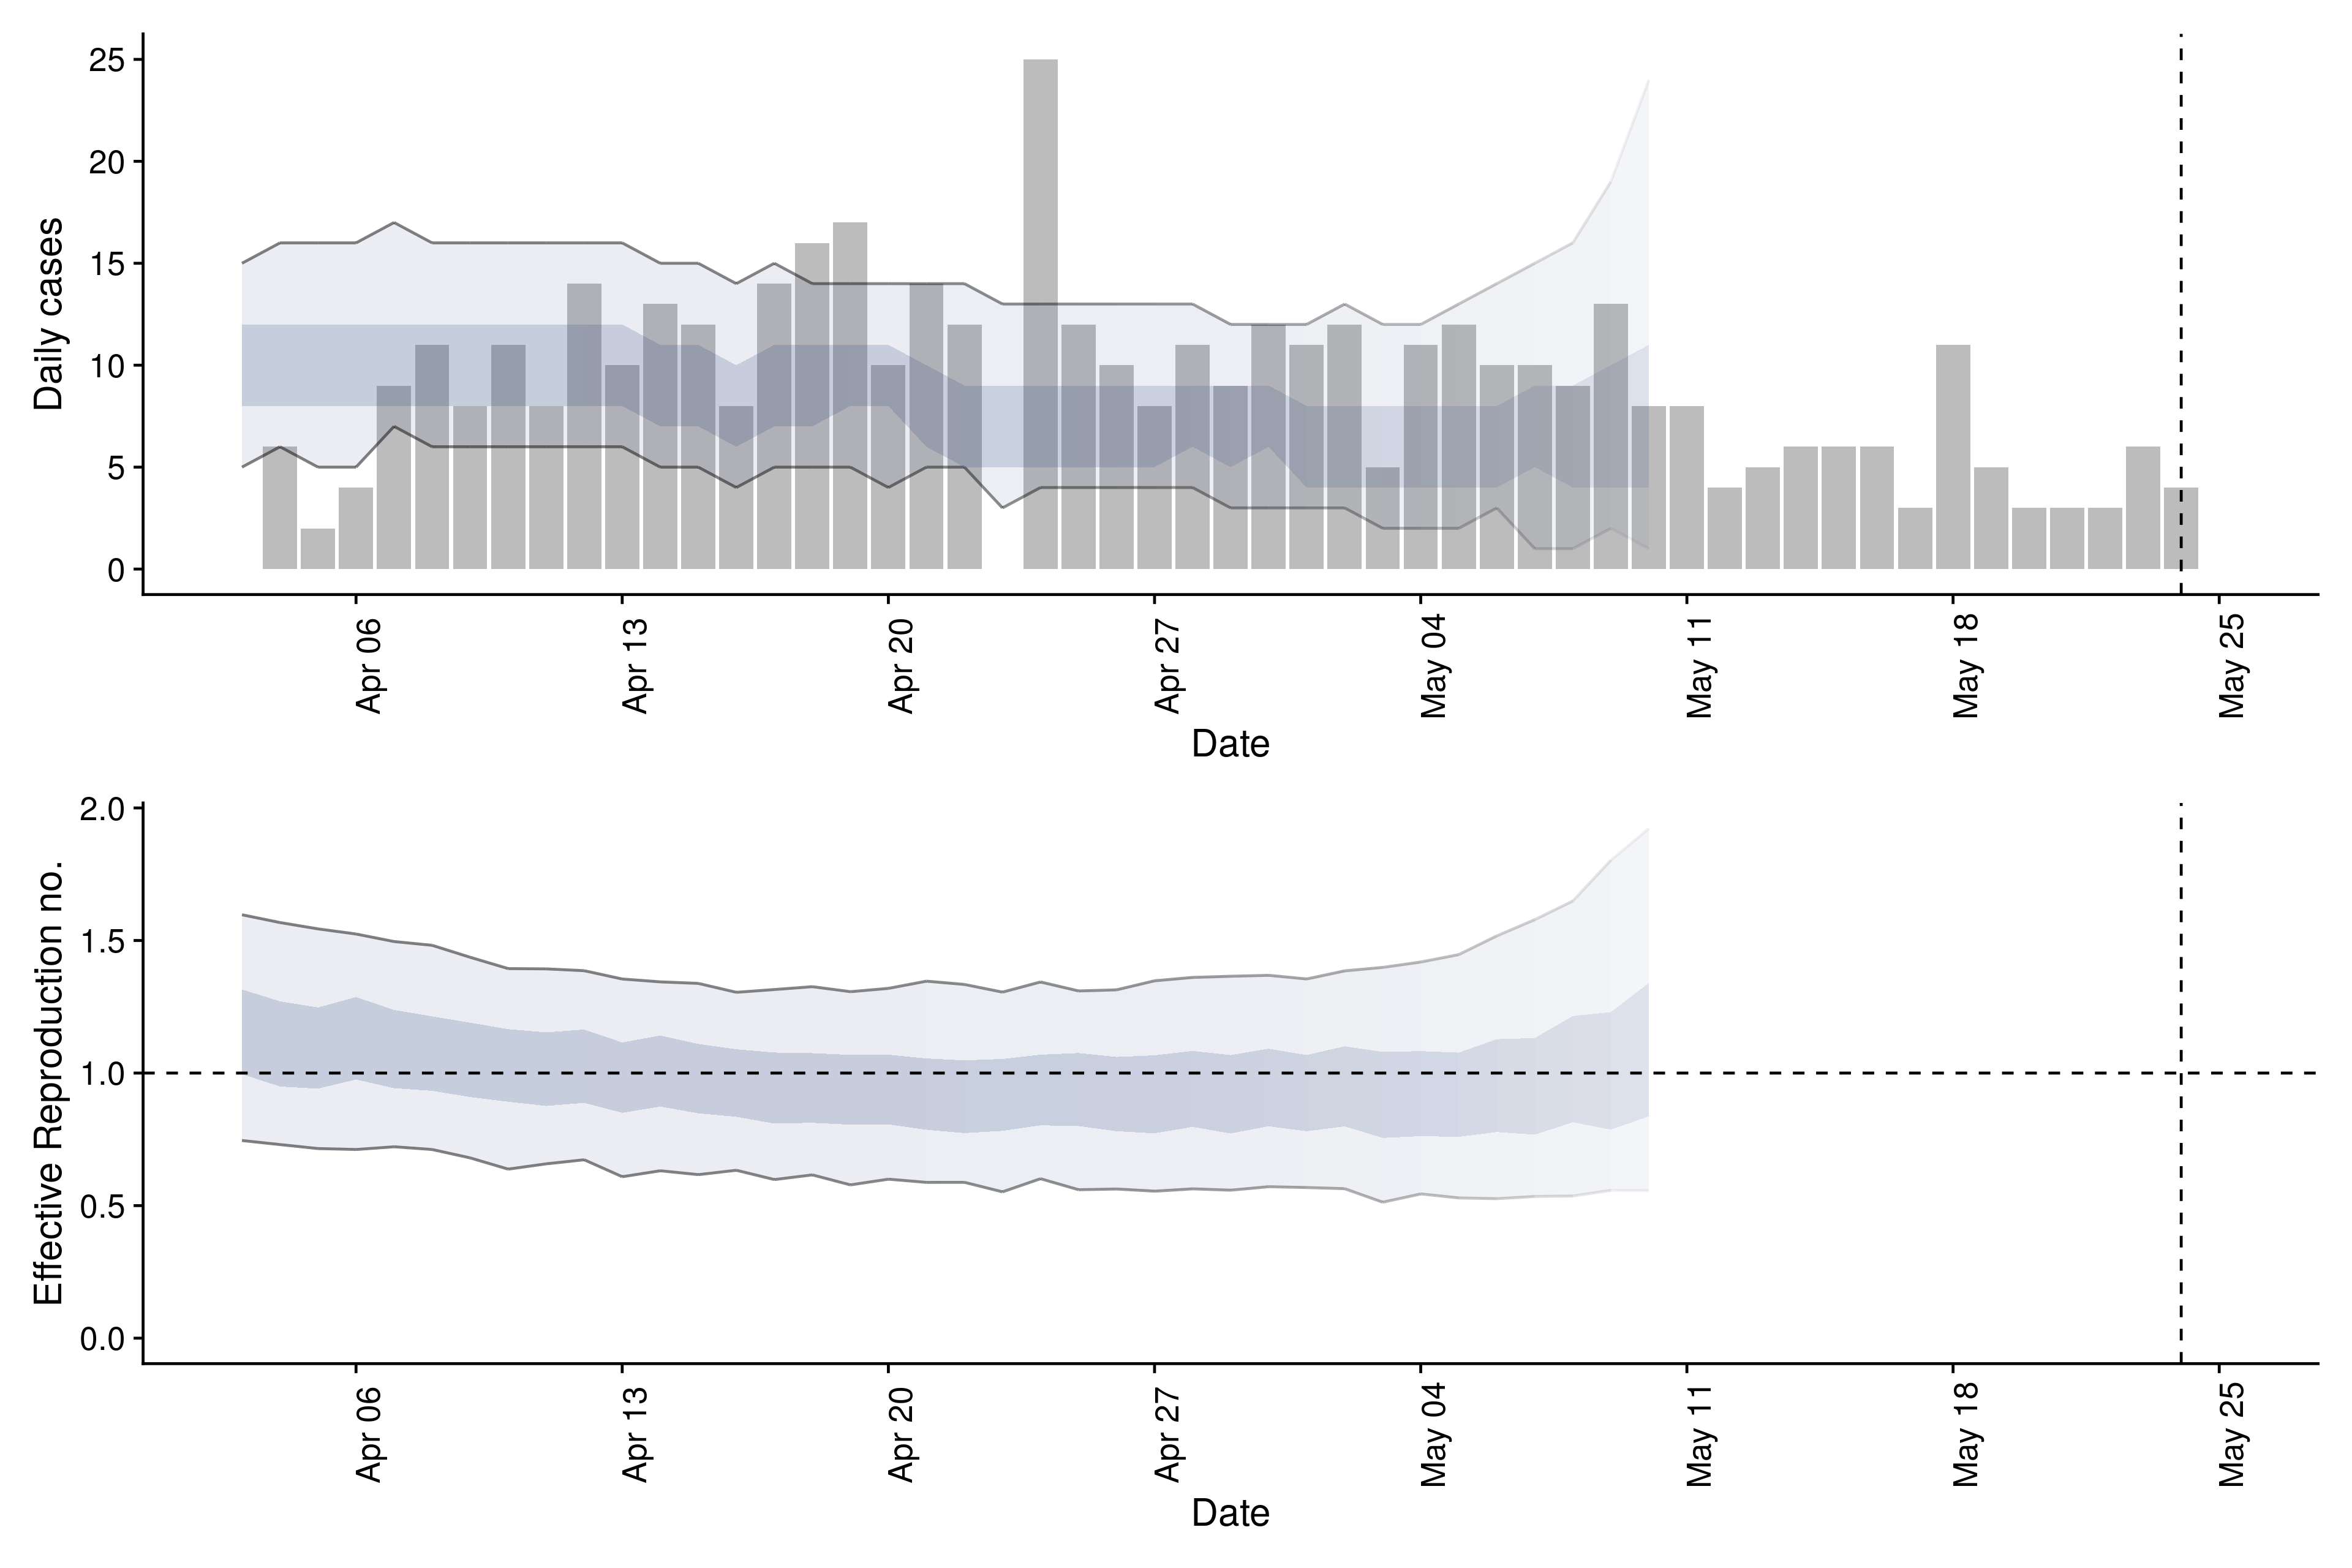 Daily cases
25
20
15
10
5
0
Apr 06
Apr 13
Apr 20
Apr 27
May 04
May 11
May 18
May 25
Date
Effective Reproduction no.
2.0
1.5
1.0
0.5
0.0
Apr 06
Apr 13
Apr 20
Apr 27
May 04
May 11
May 18
May 25
Date